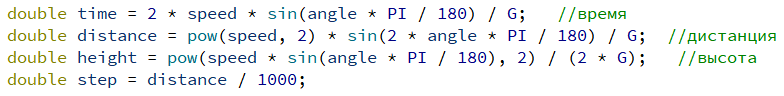 double time = 2 * speed * sin(angle * PI / 180) / G;   //время
double distance = pow(speed, 2) * sin(2 * angle * PI / 180) / G;  //дистанция
double height = pow(speed * sin(angle * PI / 180), 2) / (2 * G);   //высота
double step = distance / 1000;